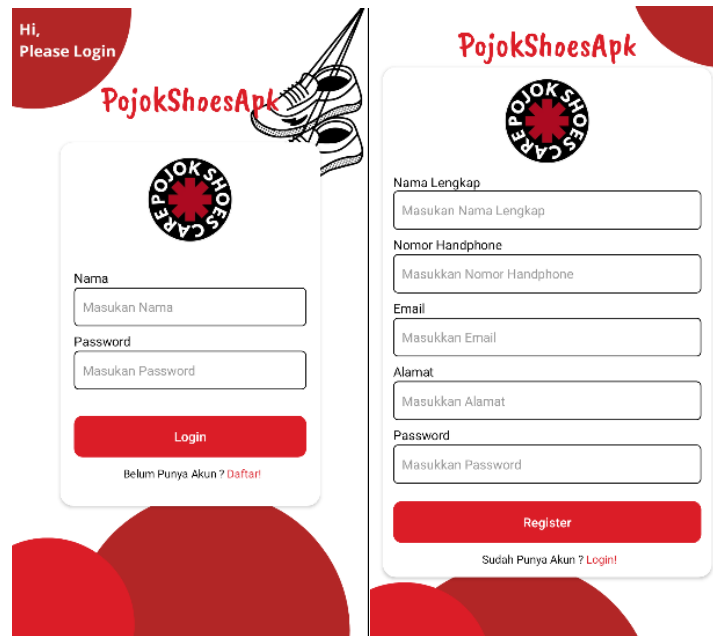 Hi,
Please Login
PojokShoesApk
POJOK SHOES CARE
Nama
Masukan Nama
Password
Masukan Password
Login
Belum Punya Akun ? Daftar!
PojokShoesApk
POJOK SHOES CARE
Nama Lengkap
Masukan Nama Lengkap
Nomor Handphone
Masukkan Nomor Handphone
Email
Masukkan Email
Alamat
Masukkan Alamat
Password
Masukkan Password
Register
Sudah Punya Akun ? Login!